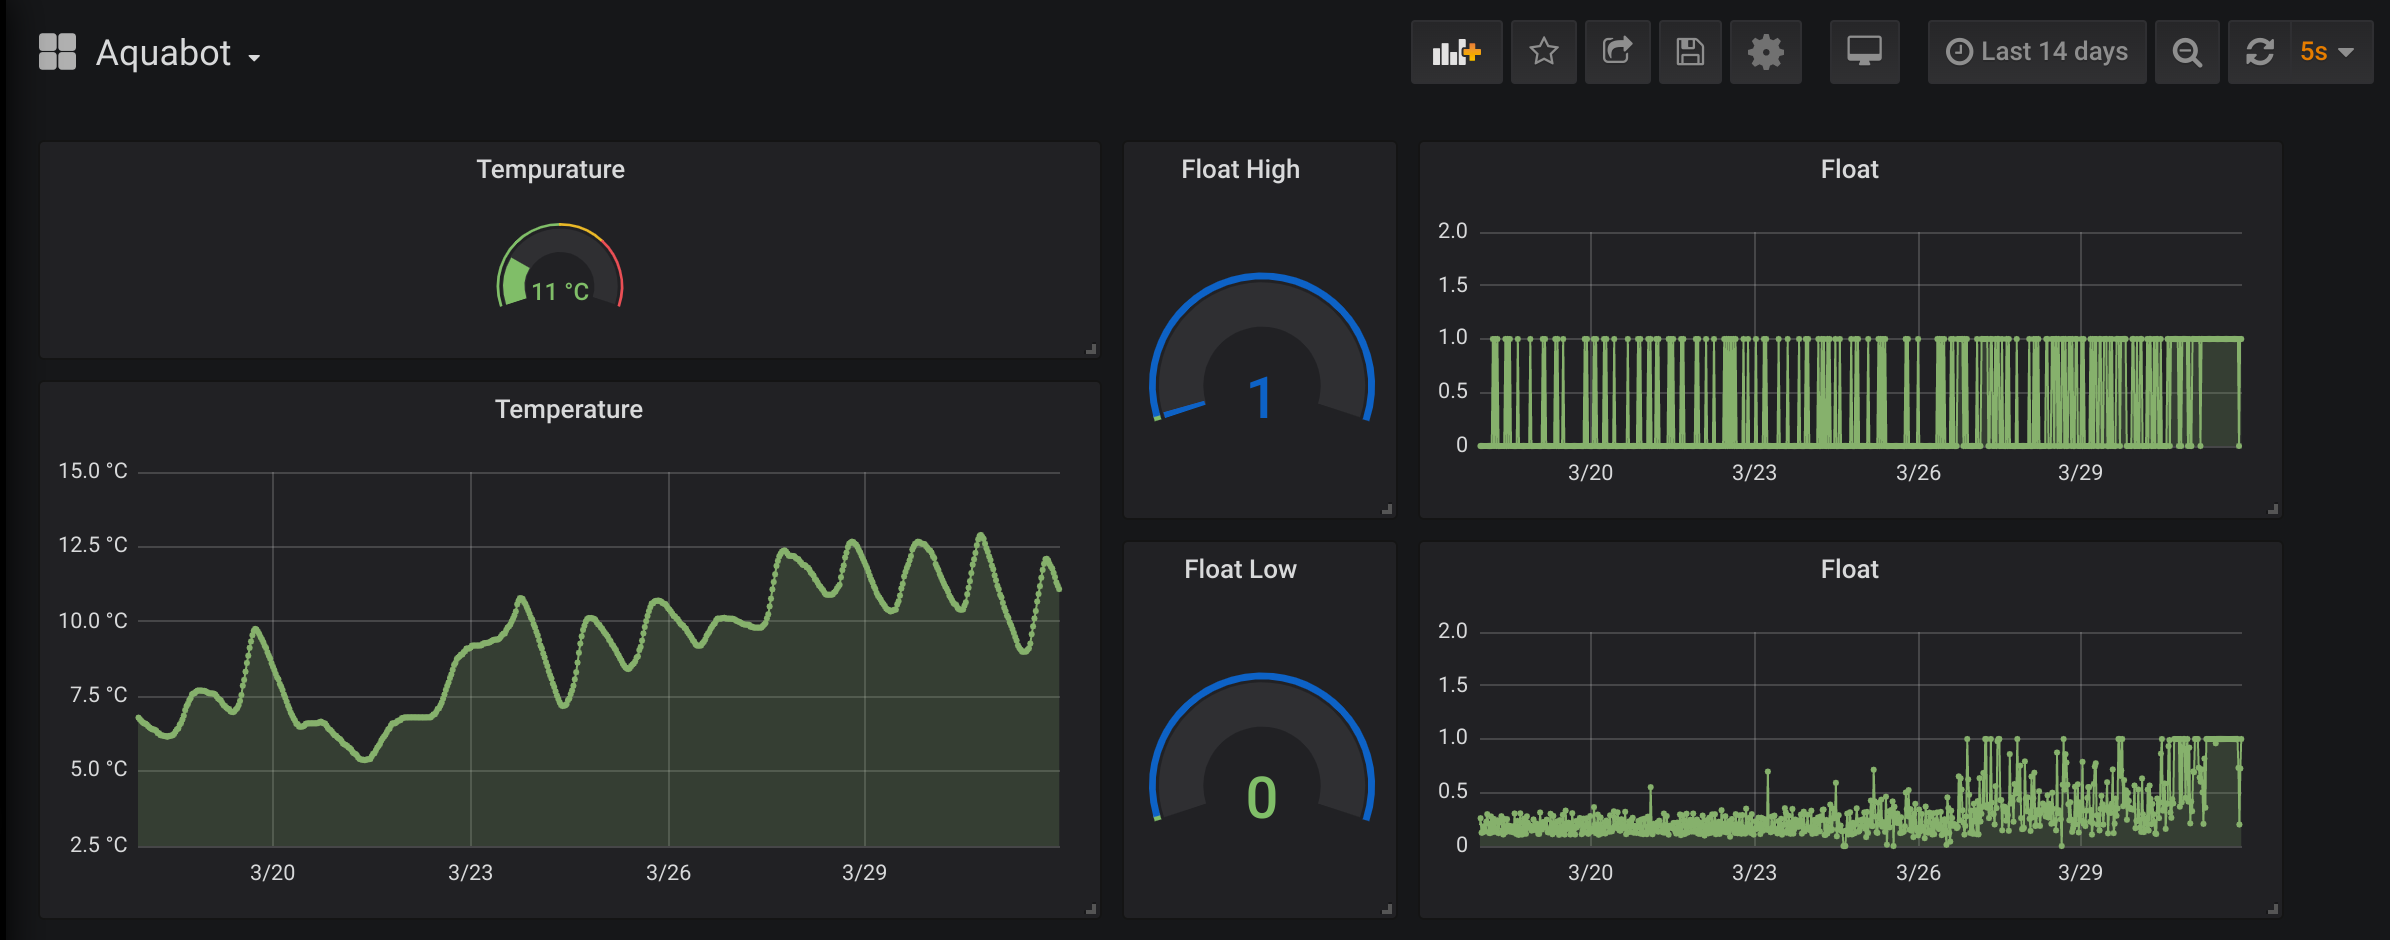 Aquabot
Last 14 days
5s
Tempurature
11 °C
Float High
1
Float
2.0
1.5
1.0
0.5
0
3/20 3/23 3/26 3/29
Temperature
15.0 °C
12.5 °C
10.0 °C
7.5 °C
5.0 °C
2.5 °C
3/20 3/23 3/26 3/29
Float Low
0
Float
2.0
1.5
1.0
0.5
0
3/20 3/23 3/26 3/29